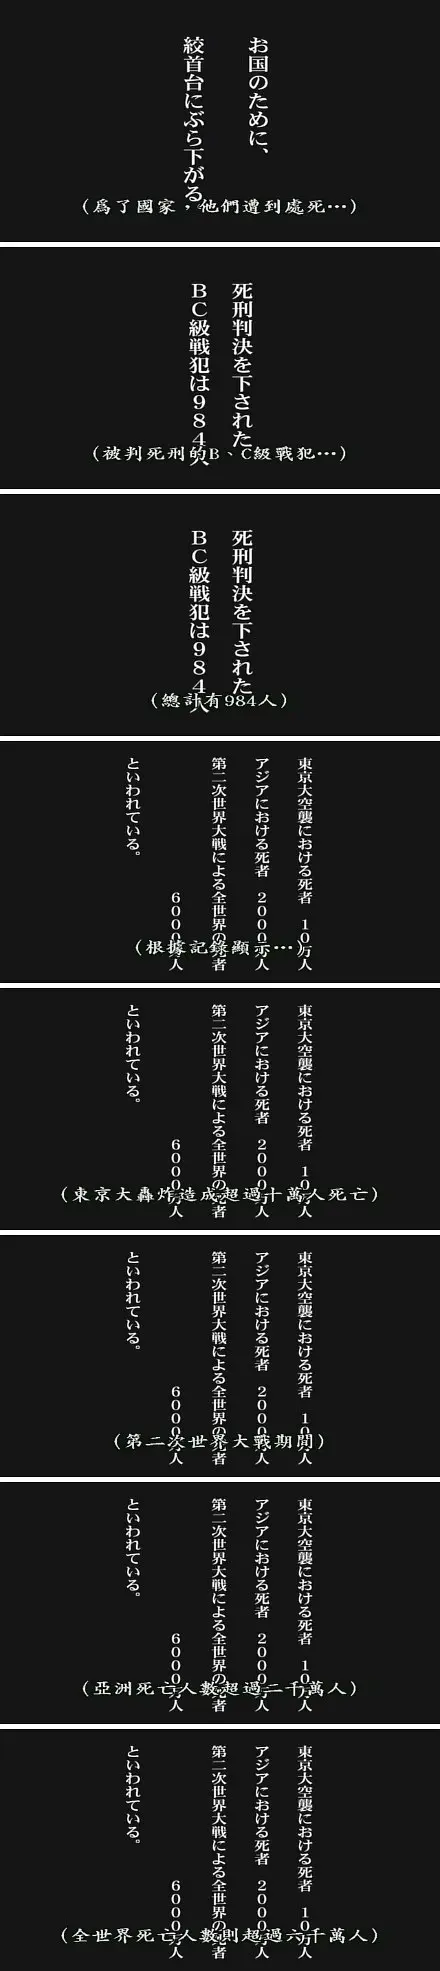 お国のために、
絞首台にぶら下がる。
(爲了國家，他們遭到處死…)
死刑判決を下された
BC級戦犯は984人
(被判死刑的B、C級戰犯…)
死刑判決を下された
BC級戦犯は984人
(總計有984人)
東京大空襲における死者 10万人
アジアにおける死者 2000万人
第二次世界大戦による全世界の死者
6000万人
といわれている。
(根據記錄顯示…)
東京大空襲における死者 10万人
アジアにおける死者 2000万人
第二次世界大戦による全世界の死者
6000万人
といわれている。
(東京大轟炸造成超過十萬人死亡)
東京大空襲における死者 10万人
アジアにおける死者 2000万人
第二次世界大戦による全世界の死者
6000万人
といわれている。
(第二次世界大戰期間)
東京大空襲における死者 10万人
アジアにおける死者 2000万人
第二次世界大戦による全世界の死者
6000万人
といわれている。
(亞洲死亡人數超過二千萬人)
東京大空襲における死者 10万人
アジアにおける死者 2000万人
第二次世界大戦による全世界の死者
6000万人
といわれている。
(全世界死亡人數則超過六千萬人)